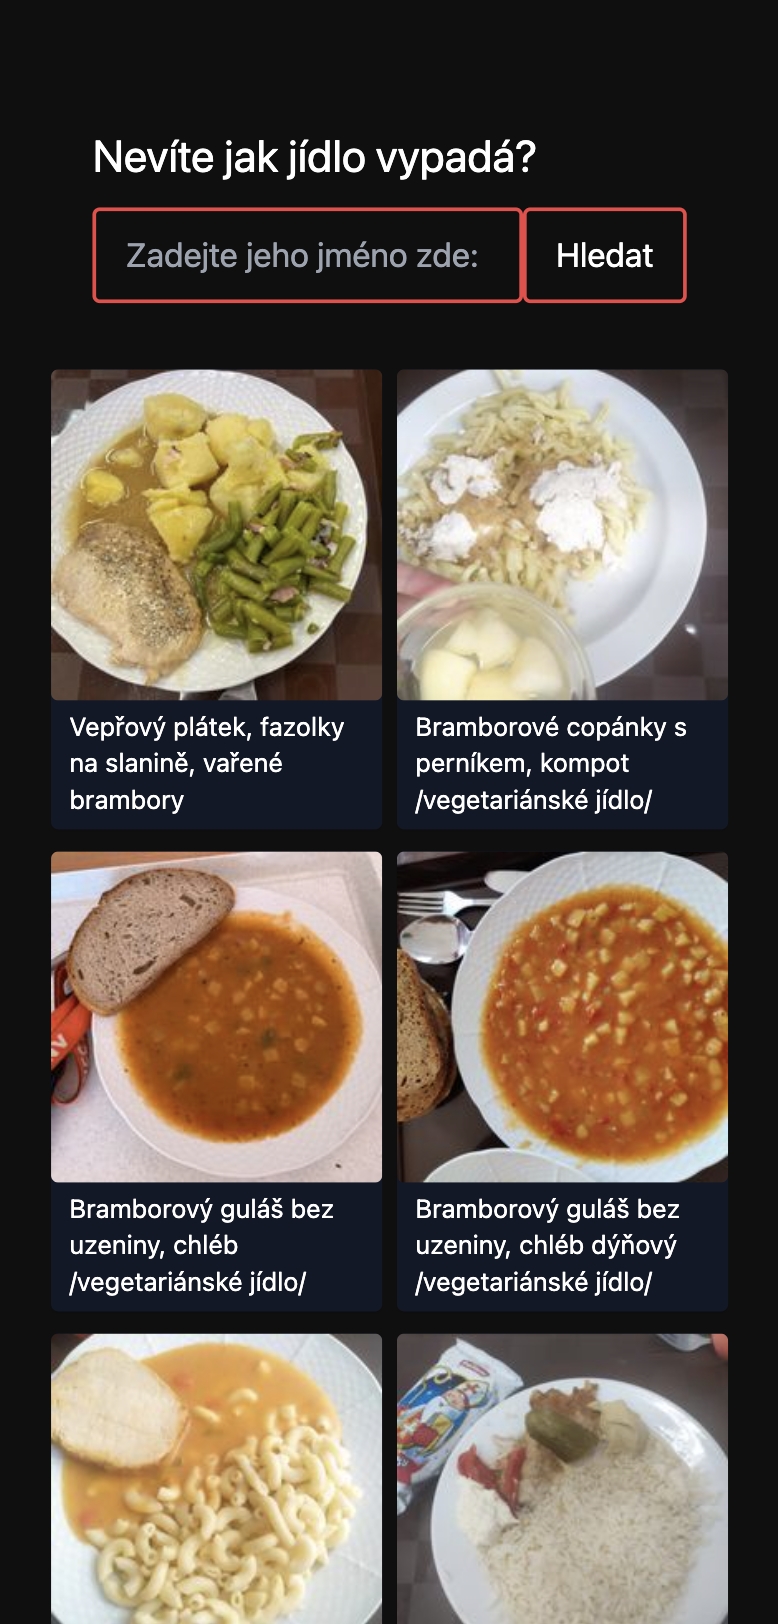 Nevíte jak jídlo vypadá?
Zadejte jeho jméno zde:
Hledat
Vepřový plátek, fazolky
na slanině, vařené
brambory
Bramborové copánky s
perníkem, kompot
/vegetariánské jídlo/
Bramborový guláš bez
uzeniny, chléb
/vegetariánské jídlo/
Bramborový guláš bez
uzeniny, chléb dýňový
/vegetariánské jídlo/